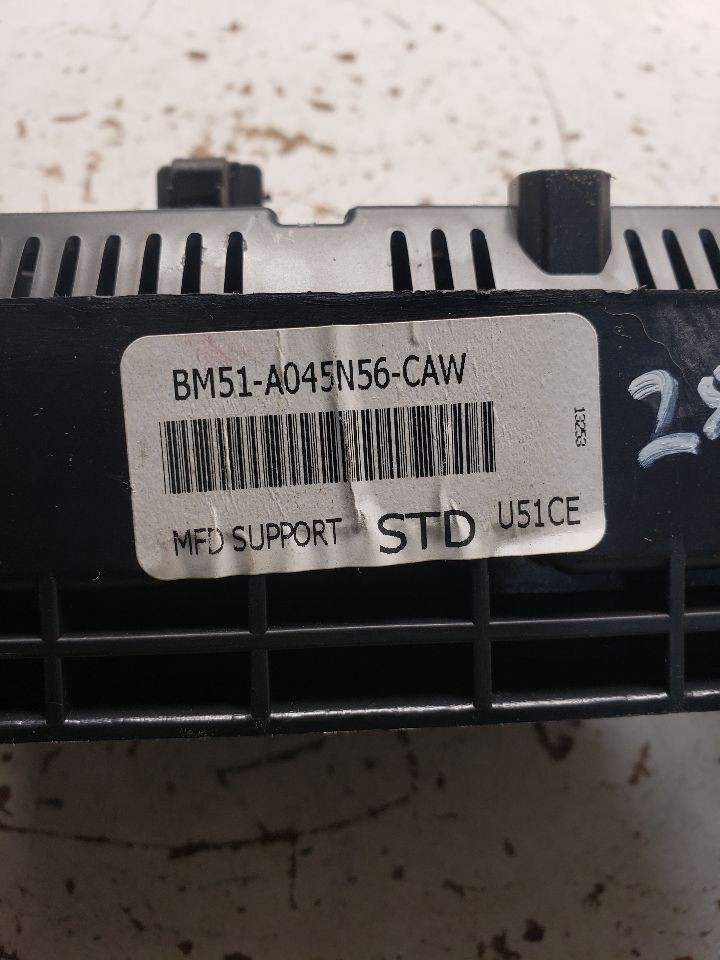 BM51-A045N56-CAW
13253
MFD SUPPORT STD U51CE